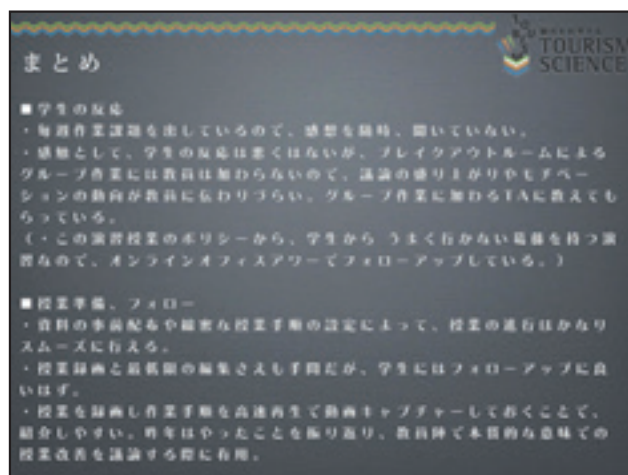 TOURISM
SCIENCE
まとめ
■学生の反応
・毎週作業課題を出しているので、感想を随時、聞いていない。
・感触として、学生の反応は悪くはないが、ブレイクアウトルームによる
グループ作業には教員は加わらないので、議論の盛り上がりやモチベー
ションの動向が教員に伝わりづらい。グループ作業に加わるTAに教えても
らっている。
(・この演習授業のポリシーから、学生から うまく行かない葛藤を持つ演
習なので、オンラインオフィスアワーでフォローアップしている。)
■授業準備、フォロー
・資料の事前配布や綿密な授業手順の設定によって、授業の進行はかなり
スムーズに行える。
・授業録画と最低限の編集さえも手間だが、学生にはフォローアップに良
いはず。
・授業を録画し作業手順を高速再生で動画キャプチャーしておくことで、
紹介しやすい。昨年はやったことを振り返り、教員陣で本質的な意味での
授業改善を議論する際に有用。